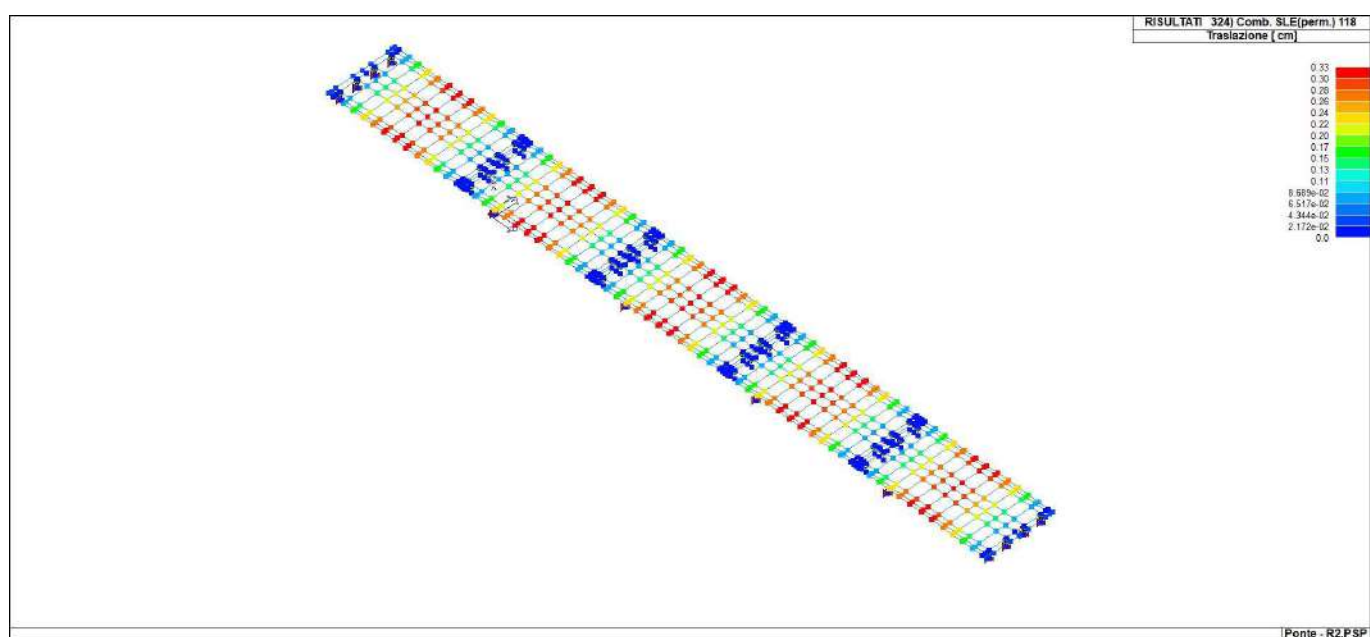 RISULTATI 324) Comb. SLE(perm.) 118
Traslazione [ cm]
0.33
0.30
0.28
0.26
0.24
0.22
0.20
0.17
0.15
0.13
0.11
8.689e-02
6.517e-02
4.344e-02
2.172e-02
0.0
Ponte - R2.PSP